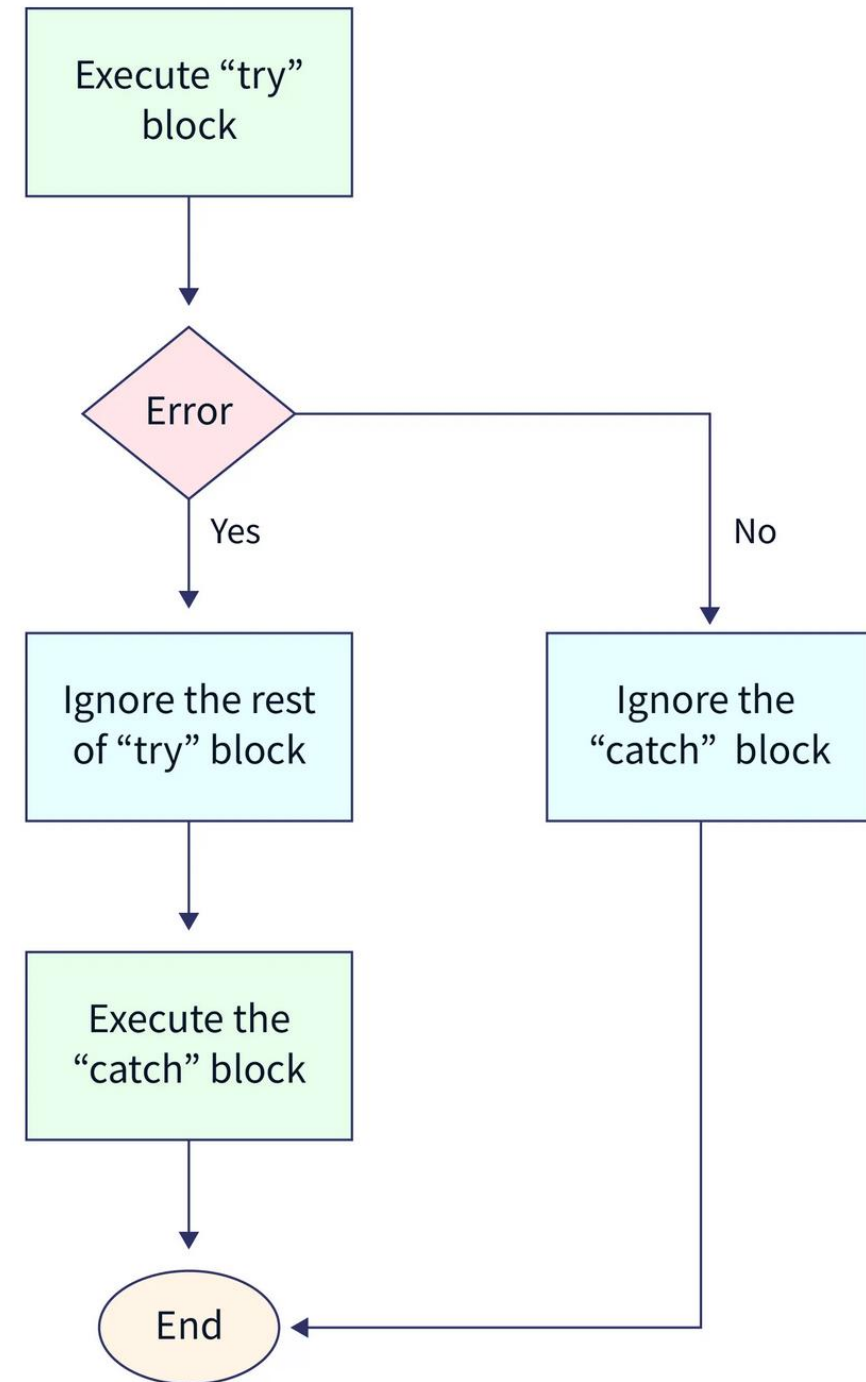 Execute “try”
block
Error
Yes
No
Ignore the rest
of “try” block
Ignore the
“catch”  block
Execute the
“catch” block
End